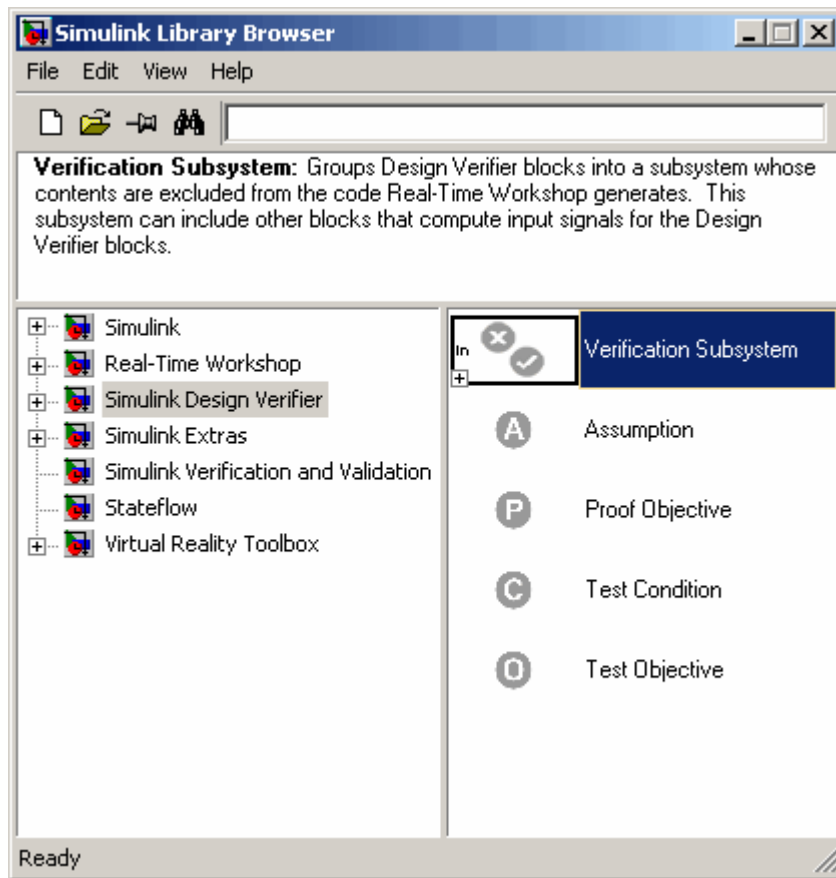 Simulink Library Browser
File Edit View Help
Verification Subsystem: Groups Design Verifier blocks into a subsystem whose
contents are excluded from the code Real-Time Workshop generates. This
subsystem can include other blocks that compute input signals for the Design
Verifier blocks.
Simulink
Real-Time Workshop
Simulink Design Verifier
Simulink Extras
Simulink Verification and Validation
Stateflow
Virtual Reality Toolbox
In
Verification Subsystem
A Assumption
P Proof Objective
C Test Condition
O Test Objective
Ready